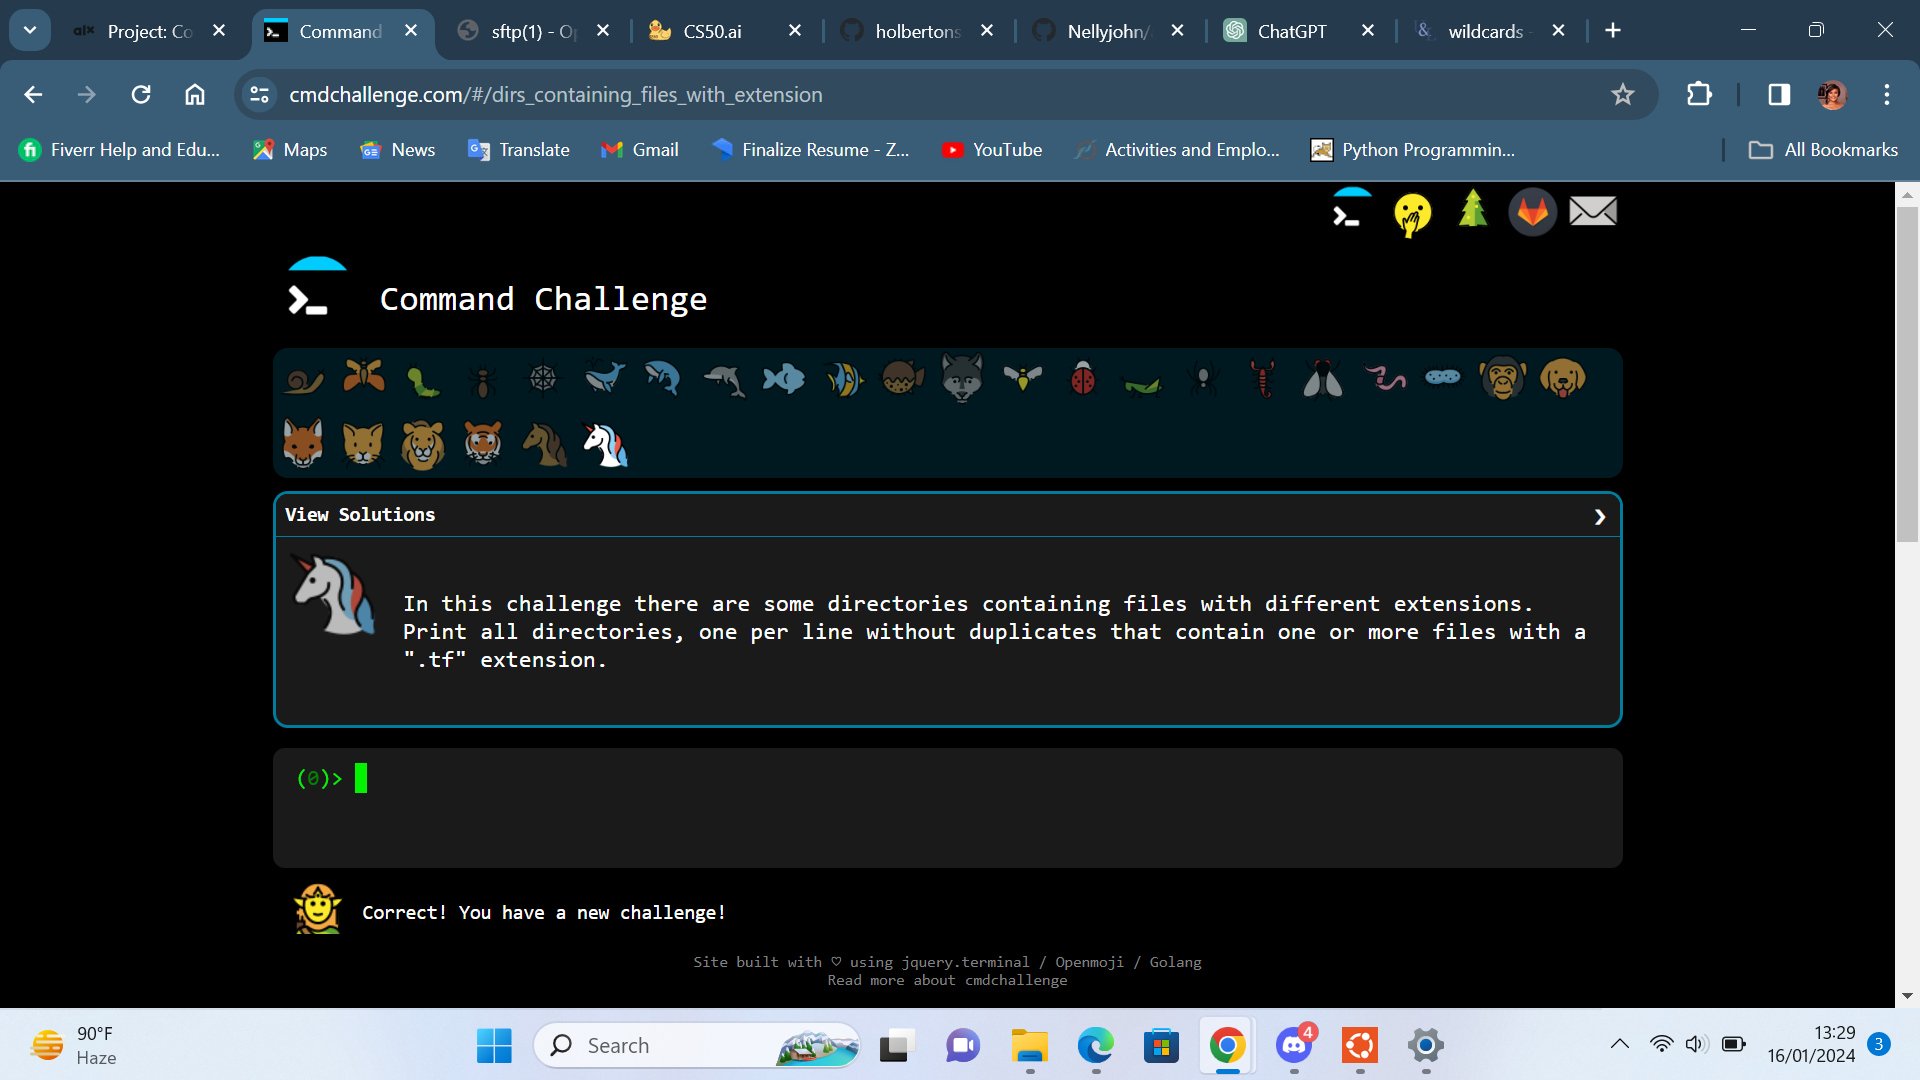 alx Project: Co
Command
sftp(1) - Op
CS50.ai
holbertons
Nellyjohn/
ChatGPT
wildcards -
cmdchallenge.com/#/dirs_containing_files_with_extension
Fiverr Help and Edu...
Maps
News
Translate
Gmail
Finalize Resume - Z...
YouTube
Activities and Emplo...
Python Programmin...
All Bookmarks
Command Challenge
View Solutions
In this challenge there are some directories containing files with different extensions.
Print all directories, one per line without duplicates that contain one or more files with a
".tf" extension.
(0)>
Correct! You have a new challenge!
Site built with ♡ using jquery.terminal / Openmoji / Golang
Read more about cmdchallenge
90°F
Haze
Search
4
13:29
16/01/2024
3